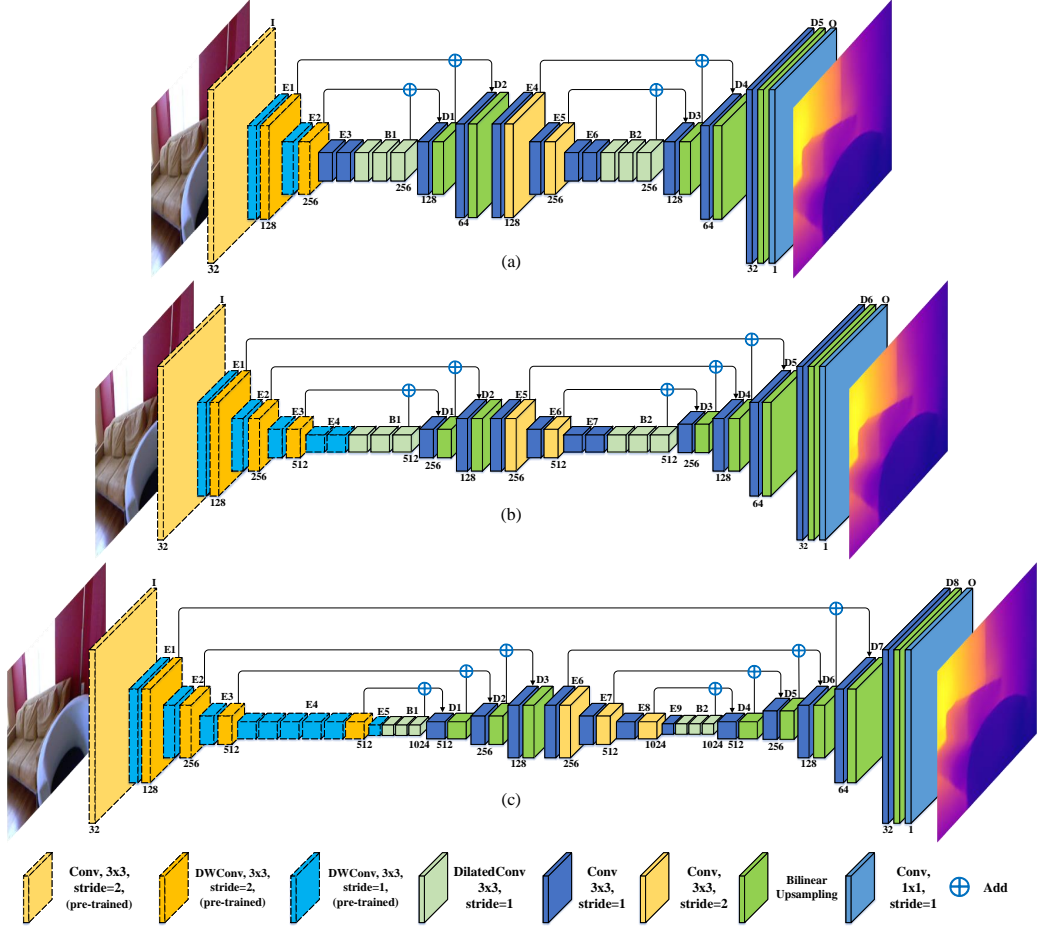 I
E1
E2
E3
B1
D1
D2
E4
E5
E6
B2
D3
D4
D5
O
32
128
256
256
128
64
128
256
256
128
64
32
1
(a)
I
E1
E2
E3
E4
B1
D1
D2
E5
E6
E7
B2
D3
D4
D5
D6
O
32
128
256
512
512
256
128
256
512
512
256
128
64
32
1
(b)
I
E1
E2
E3
E4
E5
B1
D1
D2
D3
E6
E7
E8
E9
B2
D4
D5
D6
D7
D8
O
32
128
256
512
512
1024
512
256
128
256
512
1024
1024
512
256
128
64
32
1
(c)
Conv, 3x3,
stride=2,
(pre-trained)
DWConv, 3x3,
stride=2,
(pre-trained)
DWConv, 3x3,
stride=1,
(pre-trained)
DilatedConv
3x3,
stride=1
Conv
3x3,
stride=1
Conv,
3x3,
stride=2
Bilinear
Upsampling
Conv,
1x1,
stride=1
Add